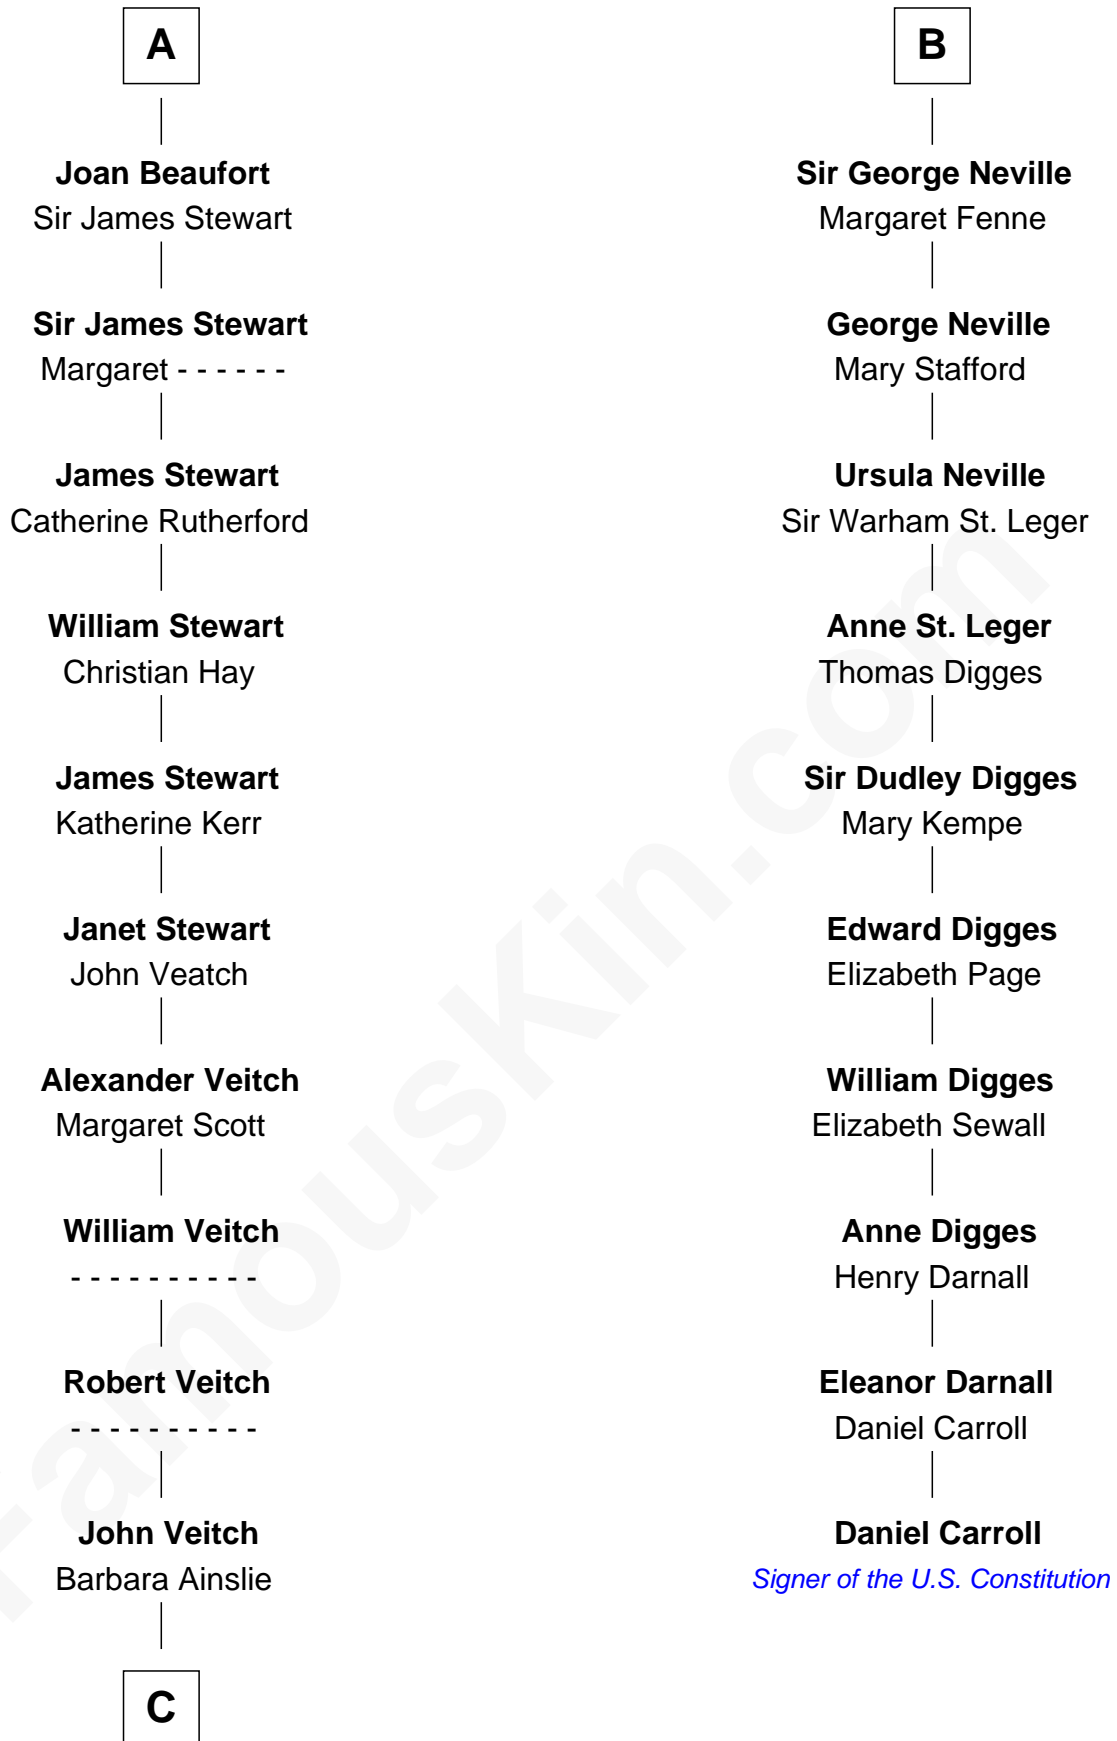 A
Joan Beaufort
Sir James Stewart
Sir James Stewart
Margaret - - - - - -
James Stewart
Catherine Rutherford
William Stewart
Christian Hay
James Stewart
Katherine Kerr
Janet Stewart
John Veatch
Alexander Veitch
Margaret Scott
William Veitch
- - - - - - - - - -
Robert Veitch
- - - - - - - - - -
John Veitch
Barbara Ainslie
C
B
Sir George Neville
Margaret Fenne
George Neville
Mary Stafford
Ursula Neville
Sir Warham St. Leger
Anne St. Leger
Thomas Digges
Sir Dudley Digges
Mary Kempe
Edward Digges
Elizabeth Page
William Digges
Elizabeth Sewall
Anne Digges
Henry Darnall
Eleanor Darnall
Daniel Carroll
Daniel Carroll
Signer of the U.S. Constitution
FamousKin.com